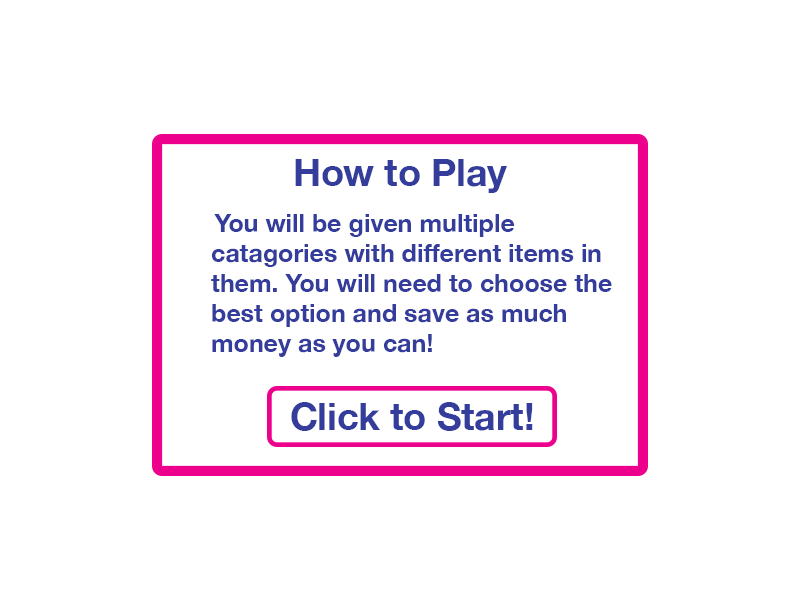 How to Play
You will be given multiple
catagories with different items in
them. You will need to choose the
best option and save as much
money as you can!
Click to Start!